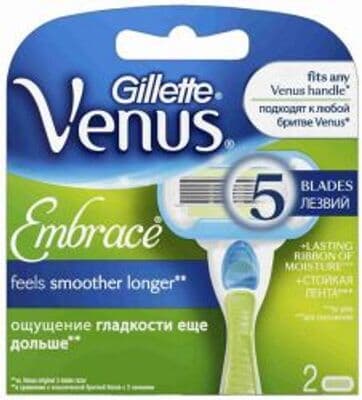 Gillette®
Venus®
fits any
Venus handle*
подходят к любой
бритве Venus*
5 BLADES
ЛЕЗВИЙ
Embrace®
feels smoother longer**
+LASTING
RIBBON OF
MOISTURE***
+СТОЙКАЯ
ЛЕНТА***
ощущение гладкости еще
дольше**
2